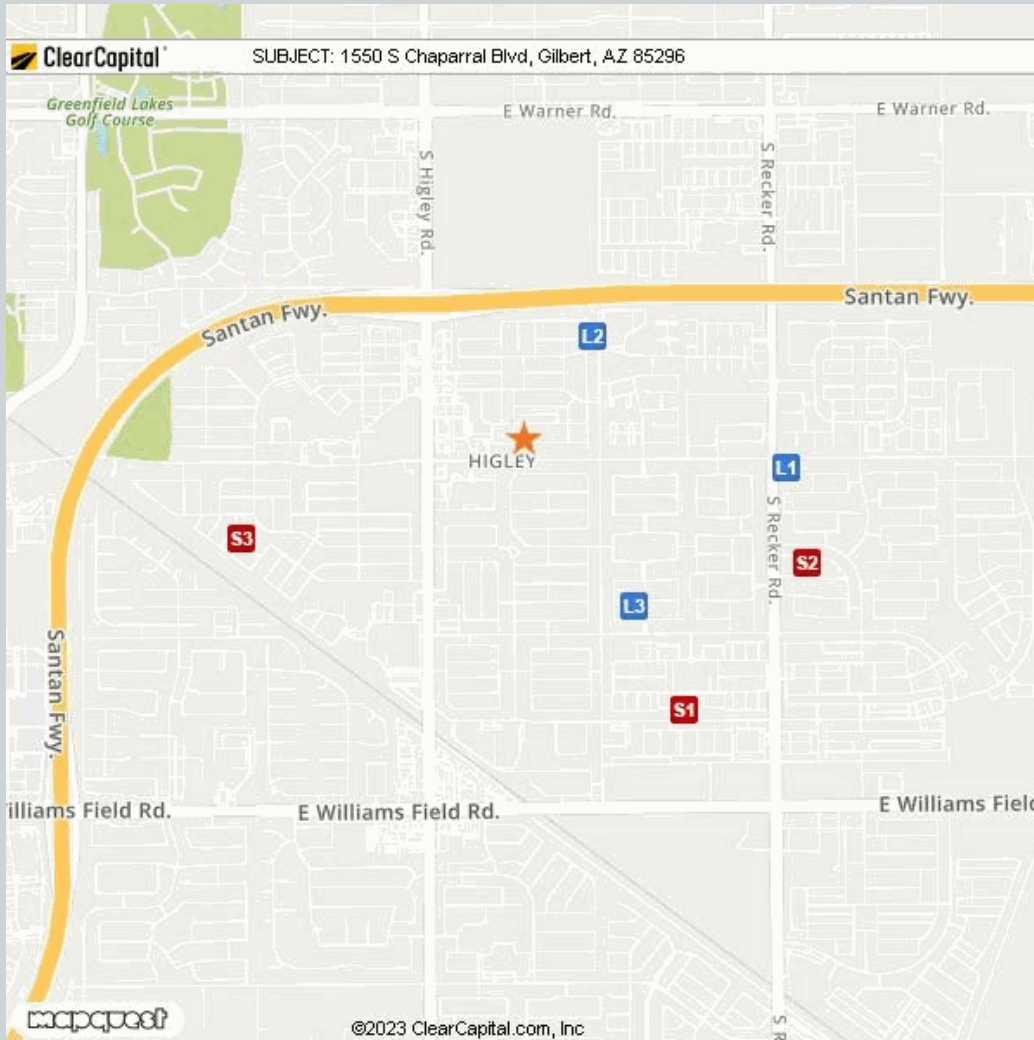 ClearCapital
SUBJECT: 1550 S Chaparral Blvd, Gilbert, AZ 85296
Greenfield Lakes
Golf Course
E Warner Rd.
E Warner Rd.
S Higley Rd.
S Recker Rd.
Santan Fwy.
Santan Fwy.
L2
HIGLEY
L1
S Recker Rd.
S3
S2
L3
Santan Fwy.
S1
illiams Field Rd.
E Williams Field Rd.
E Williams Field
S R
mapquest
©2023 ClearCapital.com, Inc